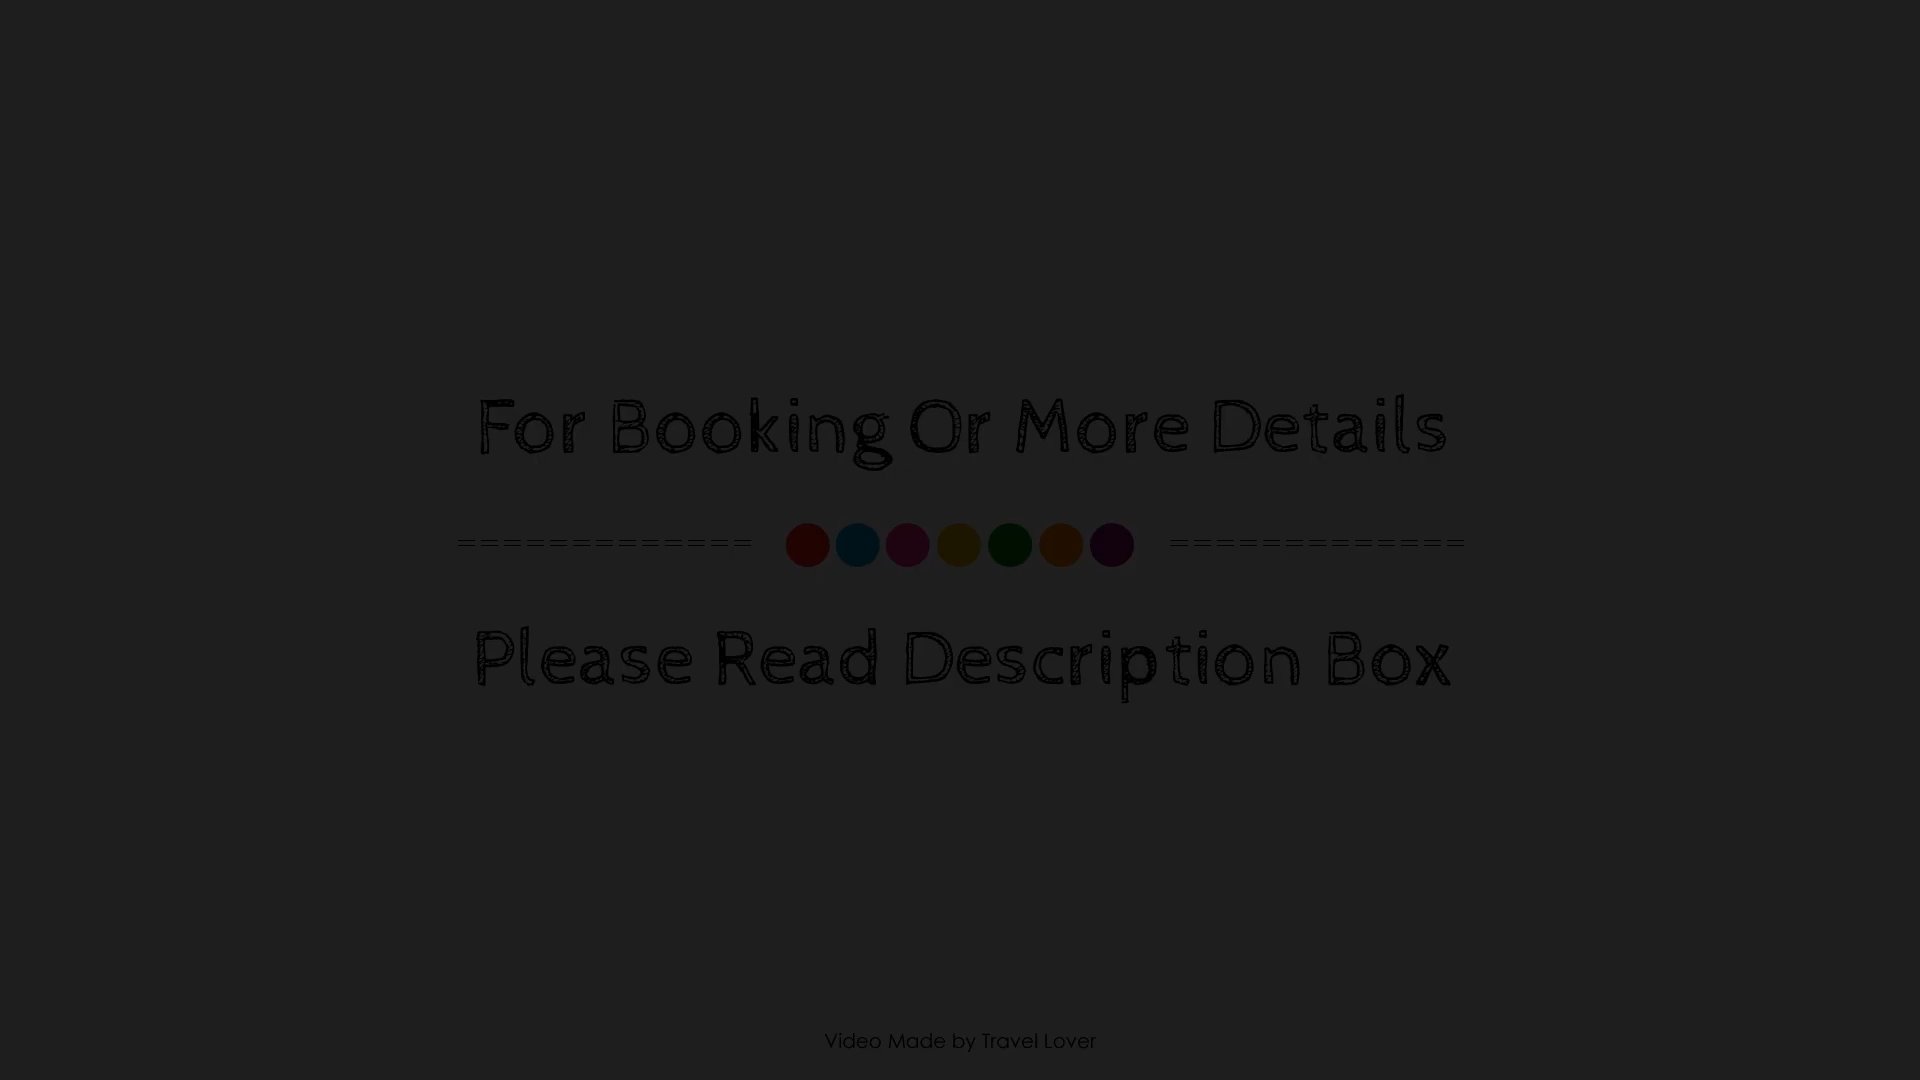 For Booking Or More Details
============= =============
Please Read Description Box
Video Made by Travel Lover